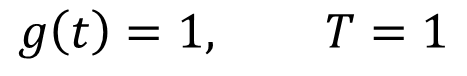 g(t) = 1, T = 1